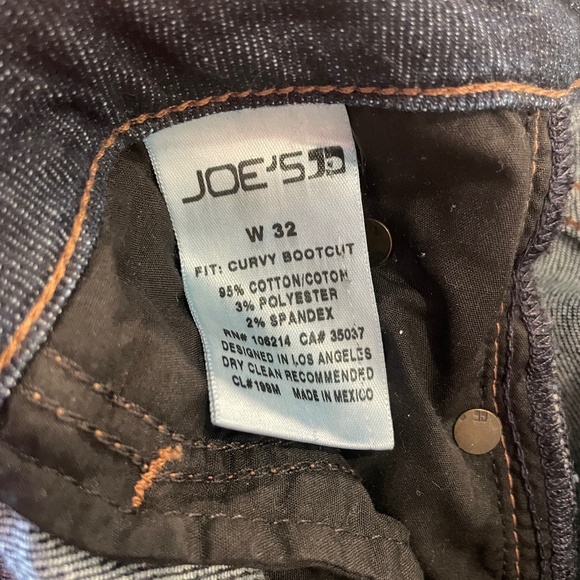 JOE'S
W 32
FIT: CURVY BOOTCUT
95% COTTON/COTON
3% POLYESTER
2% SPANDEX
RN# 106214 CA# 35037
DESIGNED IN LOS ANGELES
DRY CLEAN RECOMMENDED
CL#199M MADE IN MEXICO